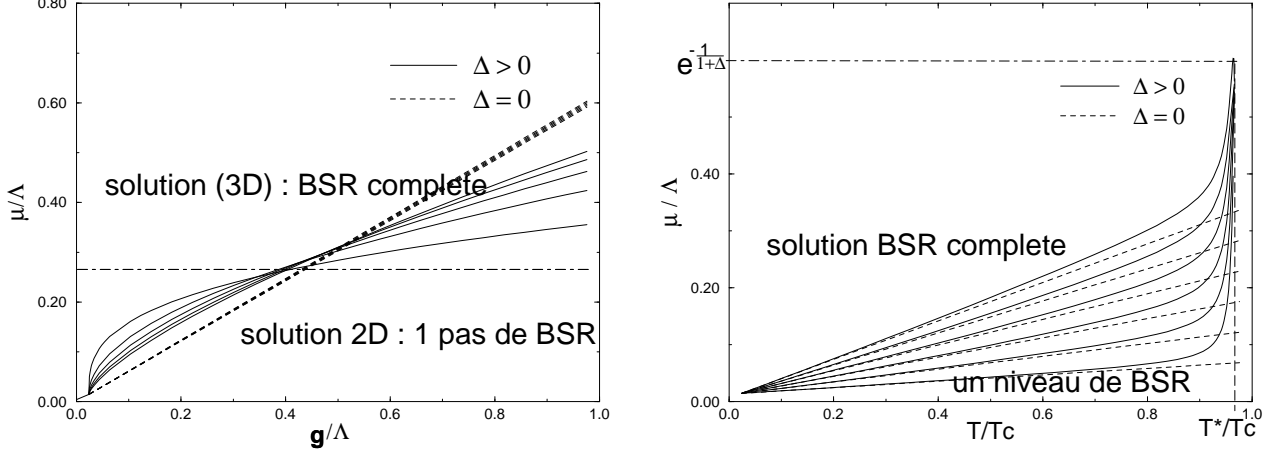 0.80
0.60
0.40
0.20
0.00
μ/Λ
Δ > 0
Δ = 0
solution (3D) : BSR complete
solution 2D : 1 pas de BSR
0.0 0.2 0.4 0.6 0.8 1.0
g/Λ
e^{-1/(1+Δ)}
0.40
0.20
0.00
μ / Λ
Δ > 0
Δ = 0
solution BSR complete
un niveau de BSR
0.0 0.2 0.4 0.6 0.8 1.0
T/Tc
T*/Tc